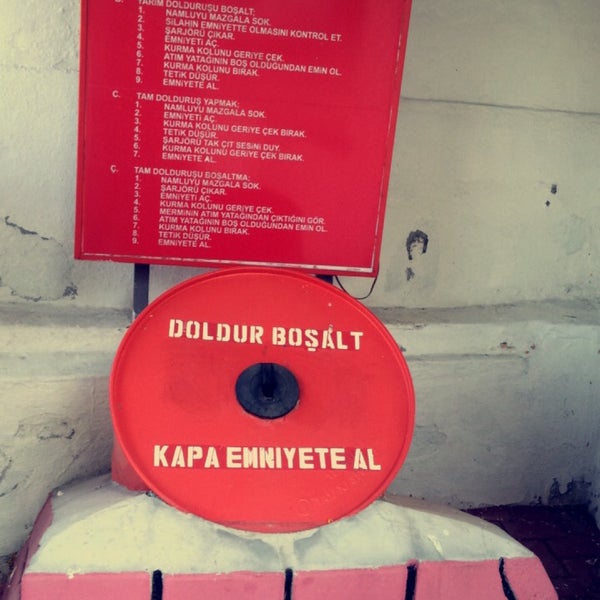 YARIM DOLDURUŞU BOŞALT;
1. NAMLUYU MAZGALA SOK.
2. SİLAHIN EMNİYETTE OLMASINI KONTROL ET.
3. ŞARJÖRÜ ÇIKAR.
4. EMNİYETİ AÇ.
5. KURMA KOLUNU GERİYE ÇEK.
6. ATIM YATAĞININ BOŞ OLDUĞUNDAN EMİN OL.
7. KURMA KOLUNU BIRAK.
8. TETİK DÜŞÜR.
9. EMNİYETE AL.
C. TAM DOLDURUŞ YAPMAK;
1. NAMLUYU MAZGALA SOK.
2. EMNİYETİ AÇ.
3. KURMA KOLUNU GERİYE ÇEK BIRAK.
4. TETİK DÜŞÜR.
5. ŞARJÖRÜ TAK ÇIT SESİNİ DUY.
6. KURMA KOLUNU GERİYE ÇEK BIRAK.
7. EMNİYETE AL.
Ç. TAM DOLDURUŞU BOŞALTMA;
1. NAMLUYU MAZGALA SOK.
2. ŞARJÖRÜ ÇIKAR.
3. EMNİYETİ AÇ.
4. KURMA KOLUNU GERİYE ÇEK.
5. MERMİNİN ATIM YATAĞINDAN ÇIKTIĞINI GÖR.
6. ATIM YATAĞININ BOŞ OLDUĞUNDAN EMİN OL.
7. KURMA KOLUNU BIRAK.
8. TETİK DÜŞÜR.
9. EMNİYETE AL.
DOLDUR BOŞALT
KAPA EMNİYETE AL